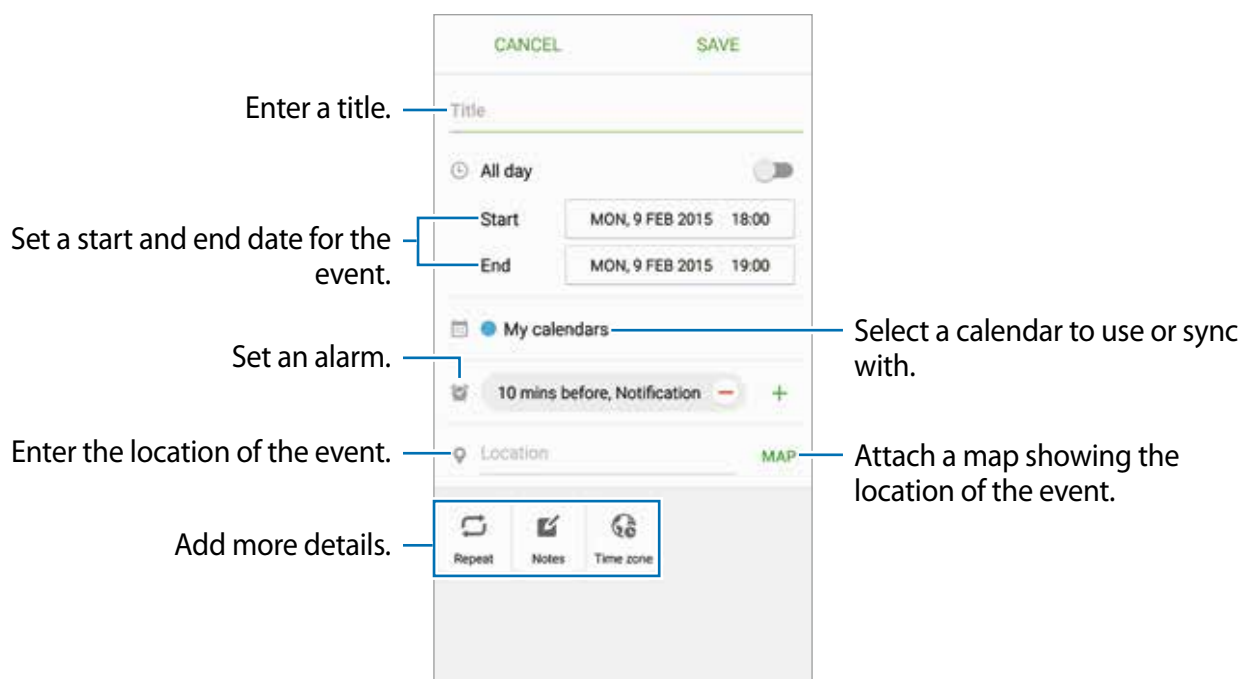 CANCEL SAVE
Enter a title.
Title
All day
Start MON, 9 FEB 2015 18:00
Set a start and end date for the
event.
End MON, 9 FEB 2015 19:00
My calendars
Select a calendar to use or sync
with.
Set an alarm.
10 mins before, Notification
Enter the location of the event.
Location
MAP
Attach a map showing the
location of the event.
Add more details.
Repeat Notes Time zone